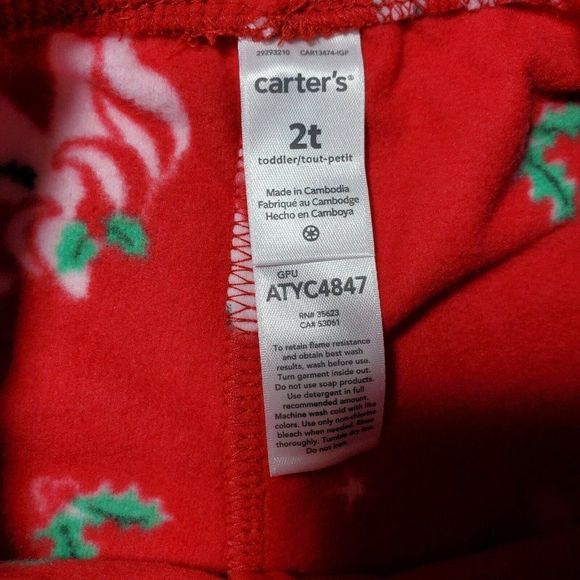 29293210 CAR13474-IGP
carter's®
2t
toddler/tout-petit
Made in Cambodia
Fabriqué au Cambodge
Hecho en Camboya
GPU
ATYC4847
RN# 35623
CA# 53061
To retain flame resistance
and obtain best wash
results, wash before use.
Turn garment inside out.
Do not use soap products.
Use detergent in full
recommended amount.
Machine wash cold with like
colors. Use only non-chlorine
bleach when needed. Rinse
thoroughly. Tumble dry low.
Do not iron.